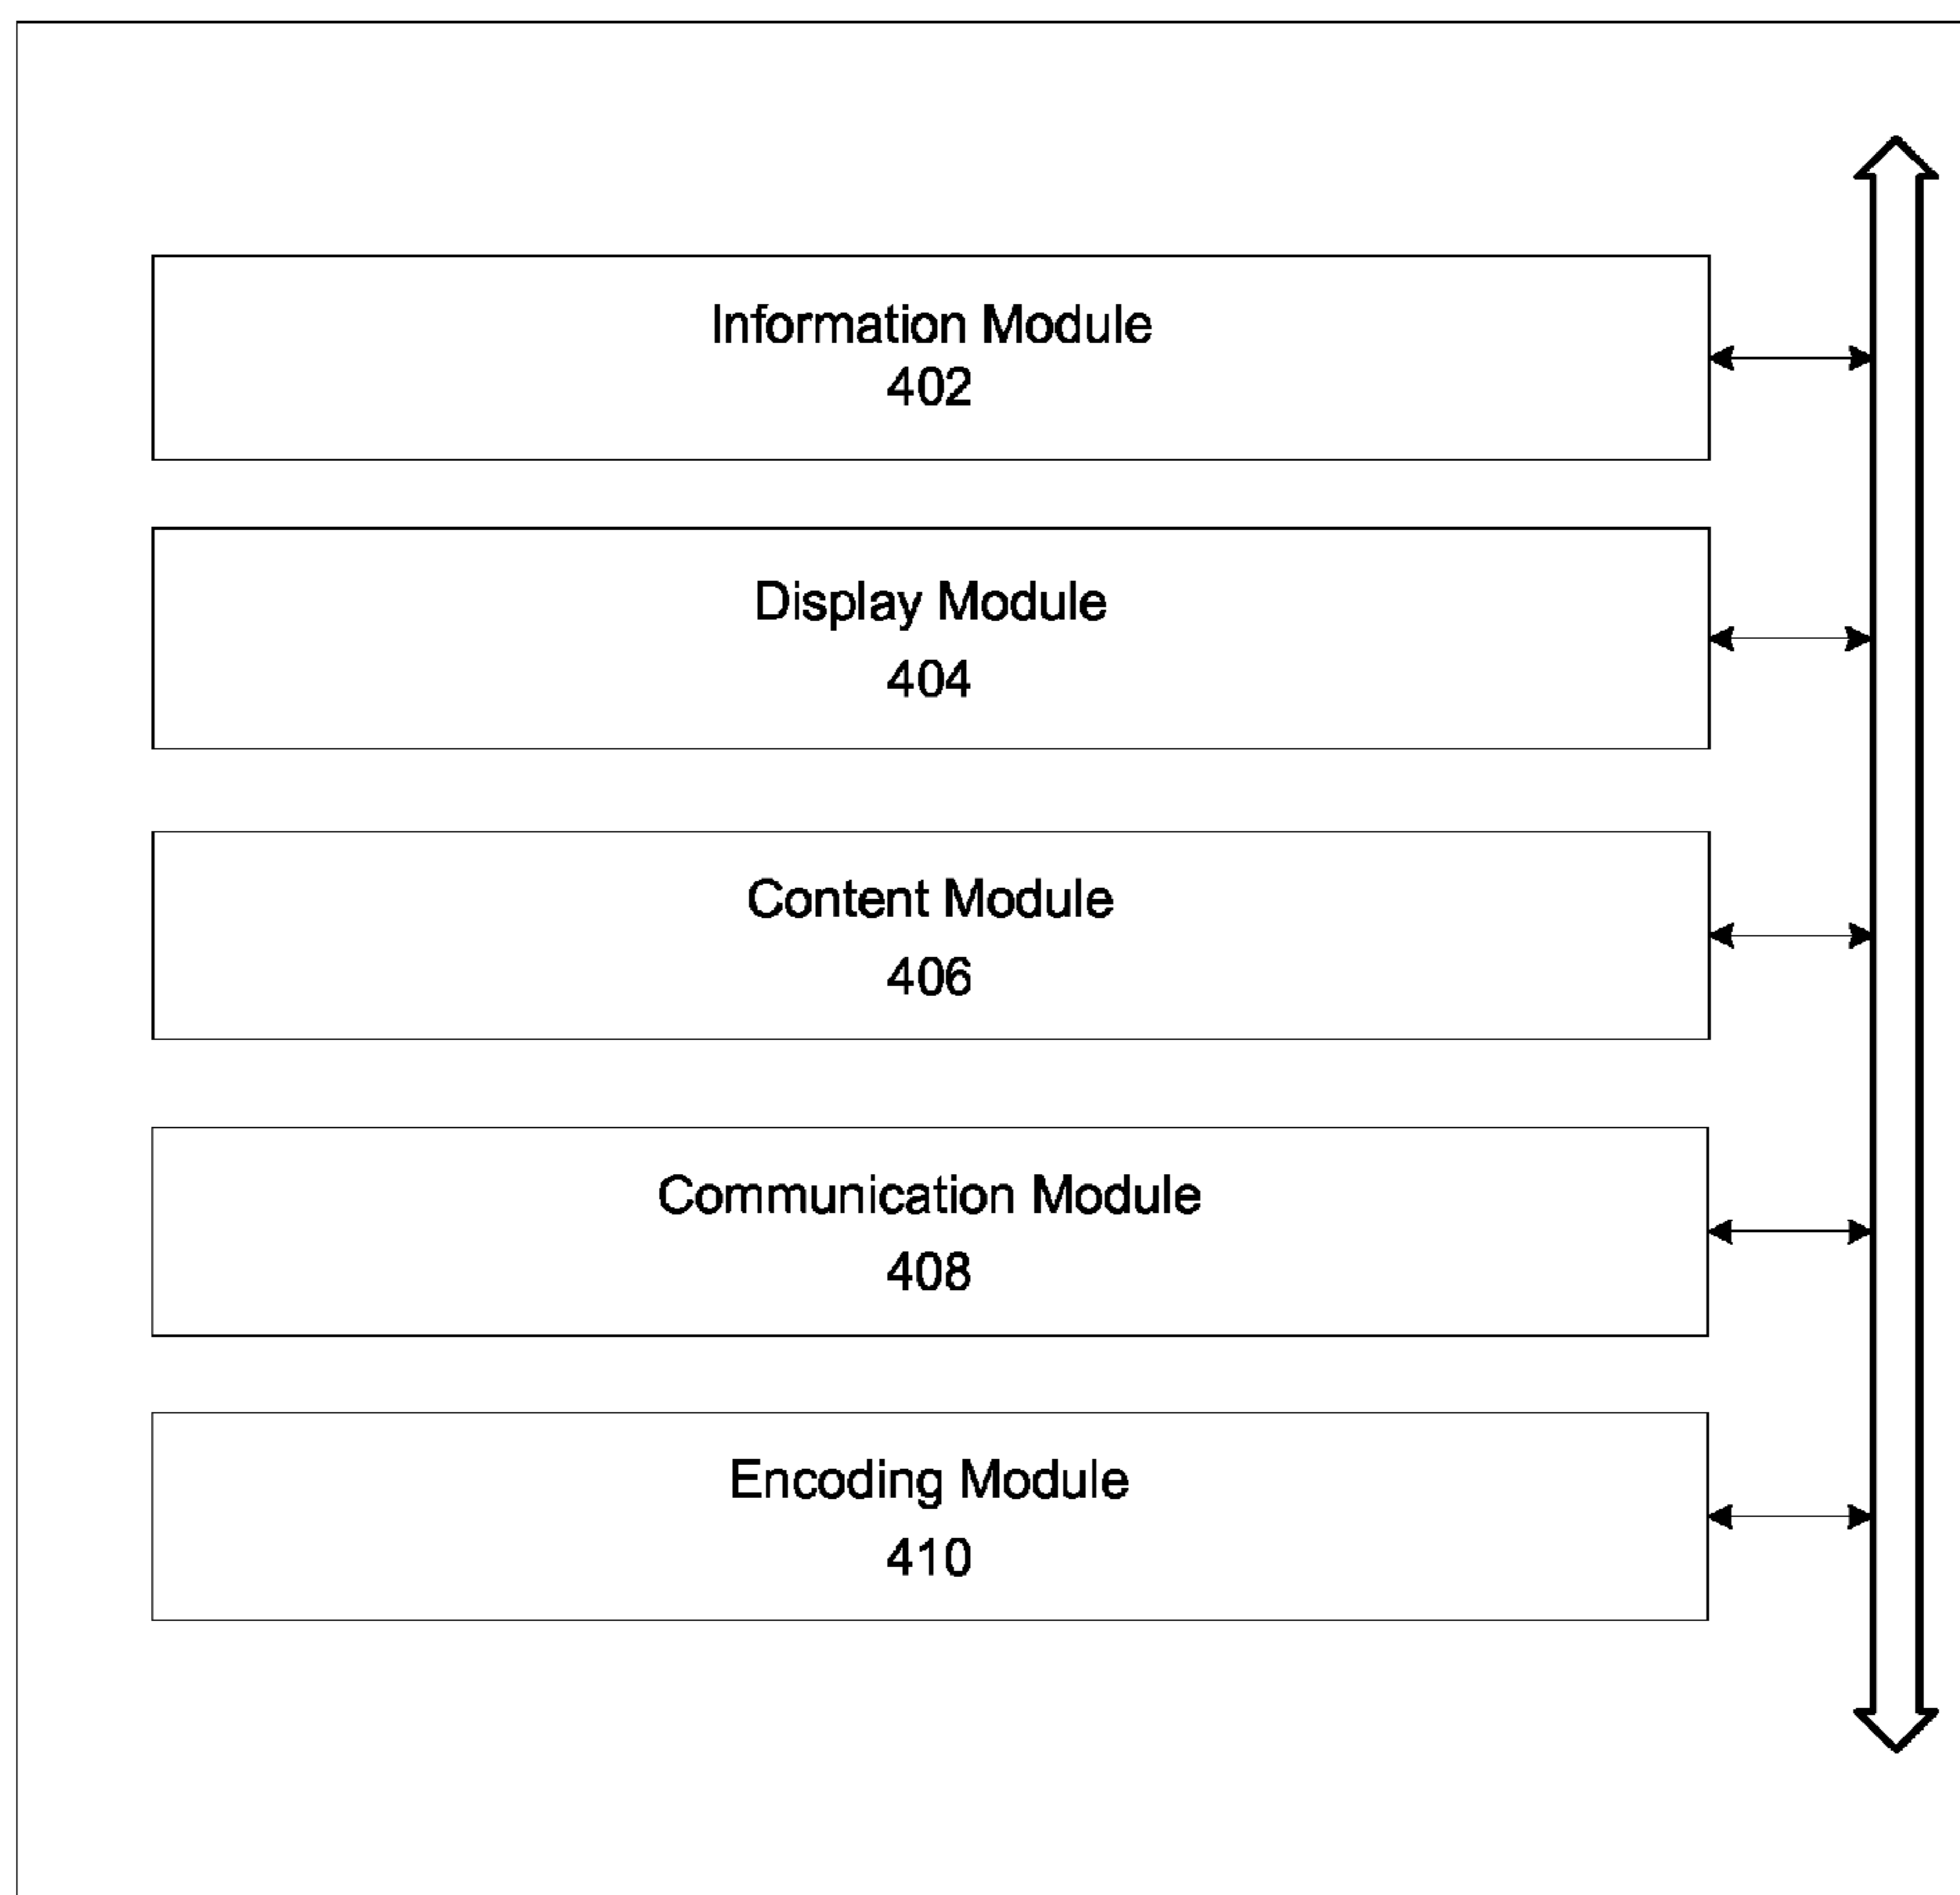 Information Module
402
Display Module
404
Content Module
406
Communication Module
408
Encoding Module
410